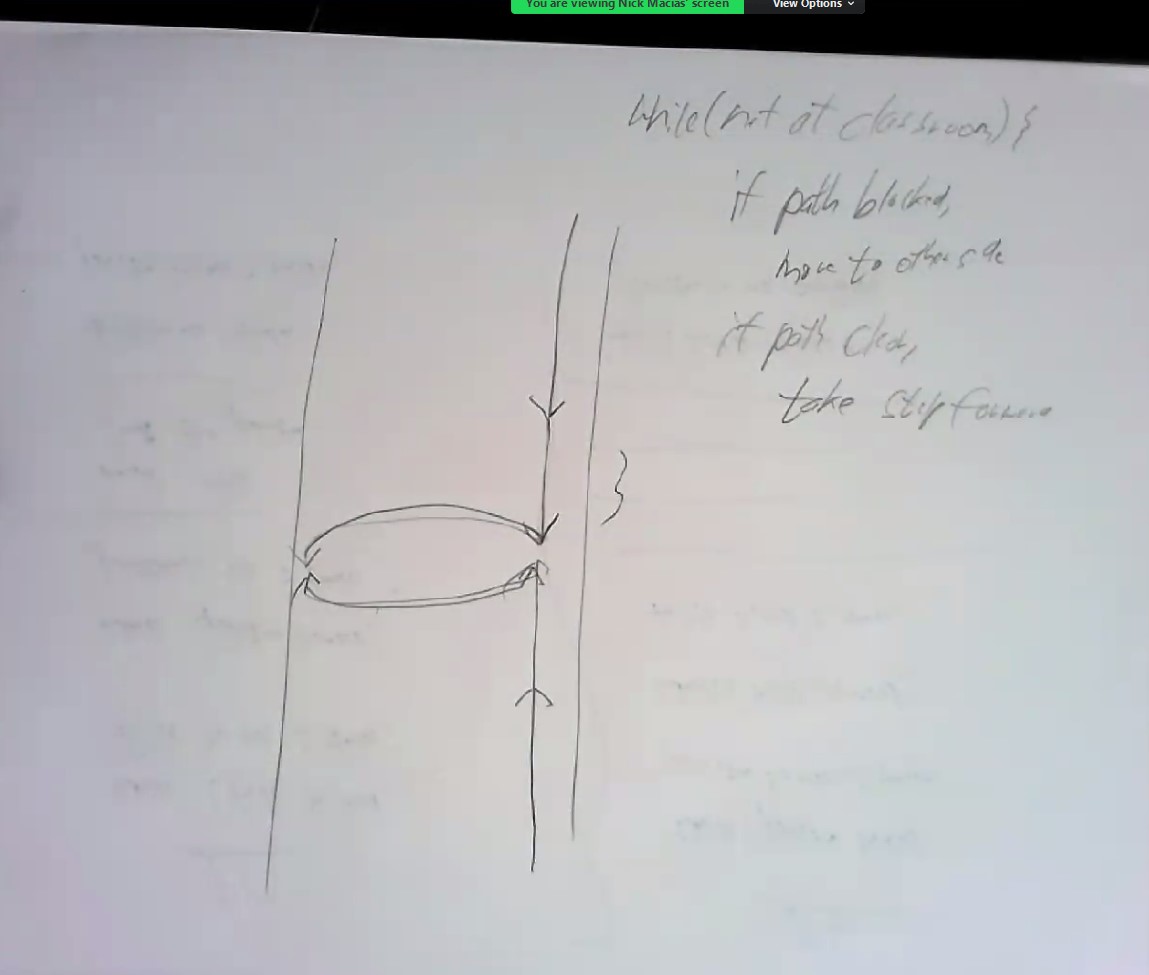 You are viewing Nick Macias' screen View Options
while(not at classroom) {
if path blocked,
move to other side
if path clear,
take step forward
}